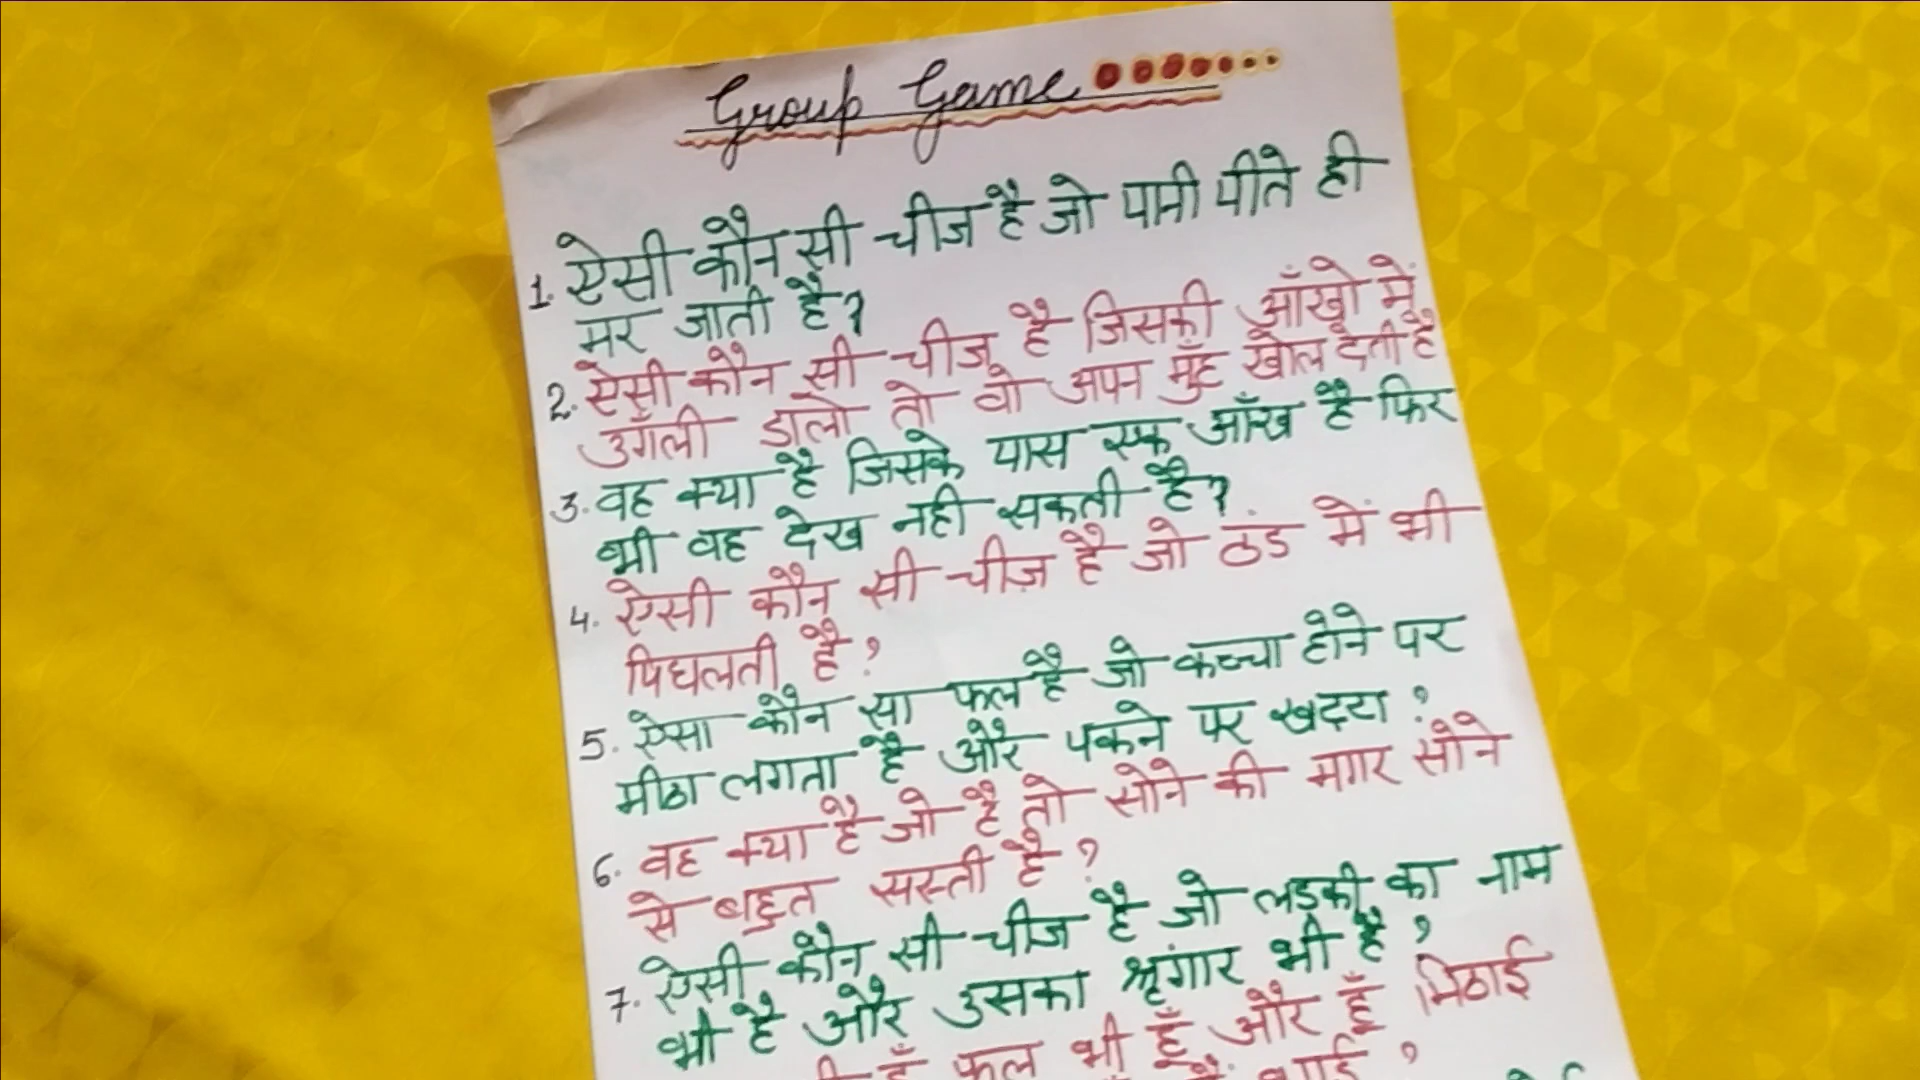 Group Game
1. ऐसी कौन सी चीज है जो पानी पीते ही
मर जाती है?
2. ऐसी कौन सी चीज है जिसकी आँखो में
उँगली डालो तो वो अपन मुँह खोल देती है
3. वह क्या है जिसके पास एक आँख है फिर
भी वह देख नही सकती है?
4. ऐसी कौन सी चीज़ है जो ठंड में भी
पिघलती है?
5. ऐसा कौन सा फल है जो कच्चा होने पर
मीठा लगता है और पकने पर खट्टा?
6. वह क्या है जो है तो सोने की मगर सोने
से बहुत सस्ती है?
7. ऐसी कौन सी चीज है जो लड़की का नाम
भी है और उसका श्रृंगार भी है?
हूँ फूल भी हूँ और हूँ मिठाई